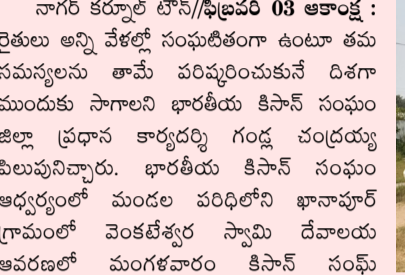 నాగర్ కర్నూల్ టౌన్//ఫిబ్రవరి 03 ఆకాంక్ష :
రైతులు అన్ని వేళల్లో సంఘటితంగా ఉంటూ తమ
సమస్యలను తామే పరిష్కరించుకునే దిశగా
ముందుకు సాగాలని భారతీయ కిసాన్ సంఘం
జిల్లా ప్రధాన కార్యదర్శి గండ్ల చంద్రయ్య
పిలుపునిచ్చారు. భారతీయ కిసాన్ సంఘం
ఆధ్వర్యంలో మండల పరిధిలోని ఖానాపూర్
గ్రామంలో వెంకటేశ్వర స్వామి దేవాలయ
ఆవరణలో మంగళవారం కిసాన్ సంఘ్